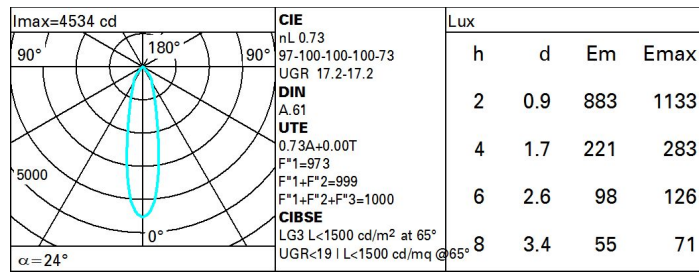 Imax=4534 cd
90°
180°
90°
5000
0°
α=24°
CIE
nL 0.73
97-100-100-100-73
UGR 17.2-17.2
DIN
A.61
UTE
0.73A+0.00T
F"1=973
F"1+F"2=999
F"1+F"2+F"3=1000
CIBSE
LG3 L<1500 cd/m² at 65°
UGR<19 | L<1500 cd/mq @65°
Lux
h d Em Emax
2 0.9 883 1133
4 1.7 221 283
6 2.6 98 126
8 3.4 55 71